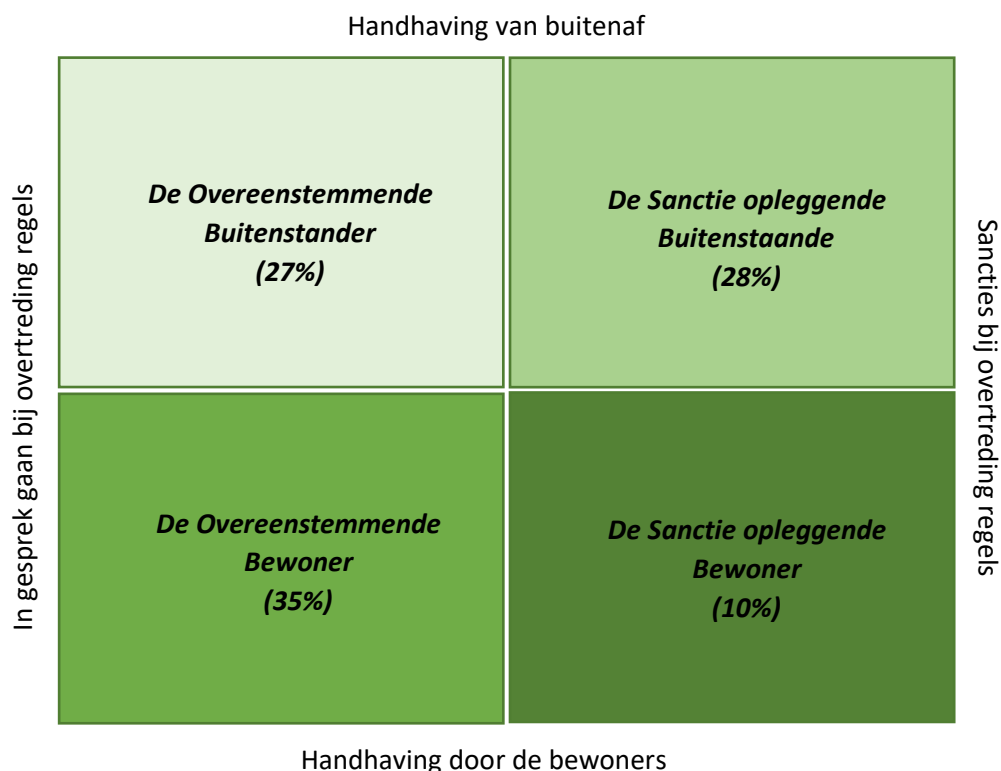 Handhaving van buitenaf
In gesprek gaan bij overtreding regels
De Overeenstemmende
Buitenstander
(27%)
De Sanctie opleggende
Buitenstaande
(28%)
Sancties bij overtreding regels
De Overeenstemmende
Bewoner
(35%)
De Sanctie opleggende
Bewoner
(10%)
Handhaving door de bewoners